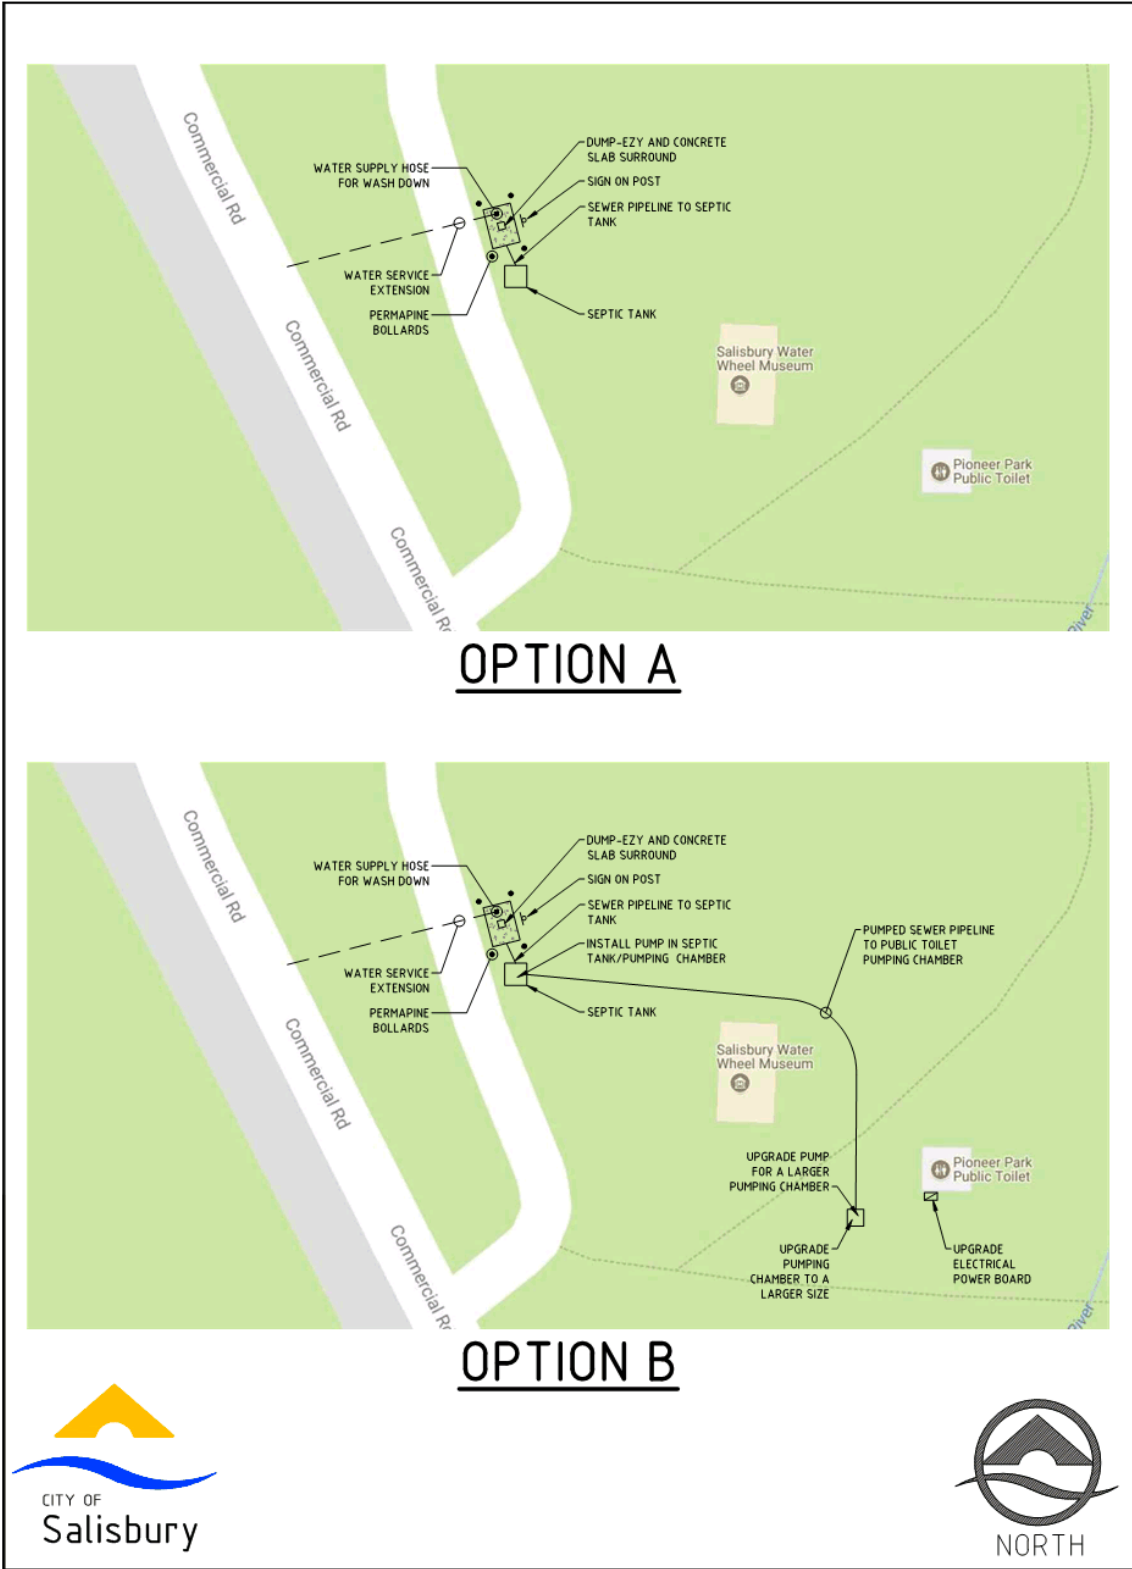 Commercial Rd
WATER SUPPLY HOSE
FOR WASH DOWN
DUMP-EZY AND CONCRETE
SLAB SURROUND
SIGN ON POST
SEWER PIPELINE TO SEPTIC
TANK
WATER SERVICE
EXTENSION
PERMAPINE
BOLLARDS
SEPTIC TANK
Commercial Rd
Salisbury Water
Wheel Museum
Pioneer Park
Public Toilet
Commercial Rd
River
OPTION A
Commercial Rd
WATER SUPPLY HOSE
FOR WASH DOWN
DUMP-EZY AND CONCRETE
SLAB SURROUND
SIGN ON POST
SEWER PIPELINE TO SEPTIC
TANK
INSTALL PUMP IN SEPTIC
TANK/PUMPING CHAMBER
PUMPED SEWER PIPELINE
TO PUBLIC TOILET
PUMPING CHAMBER
WATER SERVICE
EXTENSION
PERMAPINE
BOLLARDS
SEPTIC TANK
Commercial Rd
Salisbury Water
Wheel Museum
UPGRADE PUMP
FOR A LARGER
PUMPING CHAMBER
Pioneer Park
Public Toilet
UPGRADE
PUMPING
CHAMBER TO A
LARGER SIZE
UPGRADE
ELECTRICAL
POWER BOARD
Commercial Rd
River
OPTION B
CITY OF
Salisbury
NORTH